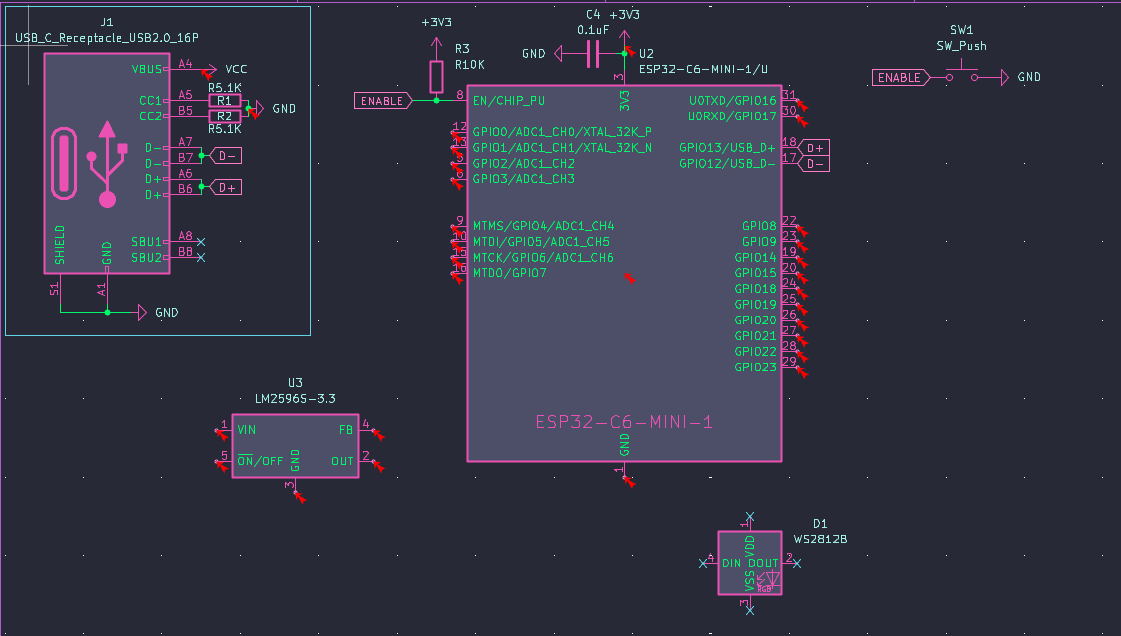 J1
USB_C_Receptacle_USB2.0_16P
VBUS A4 VCC
R5.1K
CC1 A5 R1
CC2 B5 R2
R5.1K
GND
D- A7
D- B7
D-
D+ A6
D+ B6
D+
SBU1 A8
SBU2 B8
SHIELD
GND
S1
A1
GND
+3V3
R3
R10K
ENABLE
C4
0.1uF
GND
+3V3
U2
ESP32-C6-MINI-1/U
3
3V3
8 EN/CHIP_PU
12 GPIO0/ADC1_CH0/XTAL_32K_P
GPIO1/ADC1_CH1/XTAL_32K_N
GPIO2/ADC1_CH2
GPIO3/ADC1_CH3
9 MTMS/GPIO4/ADC1_CH4
10 MTDI/GPIO5/ADC1_CH5
MTCK/GPIO6/ADC1_CH6
16 MTDO/GPIO7
U0TXD/GPIO16 31
U0RXD/GPIO17 30
GPIO13/USB_D+ 18 D+
GPIO12/USB_D- 17 D-
GPIO8 22
GPIO9 23
GPIO14 19
GPIO15 20
GPIO18 24
GPIO19 25
GPIO20 26
GPIO21 27
GPIO22 28
GPIO23 29
ESP32-C6-MINI-1
GND
1
SW1
SW_Push
ENABLE
GND
U3
LM2596S-3.3
1 VIN
FB 4
5 ON/OFF
GND
OUT 2
3
D1
WS2812B
1
VDD
4 DIN
DOUT 2
VSS
RGB
3